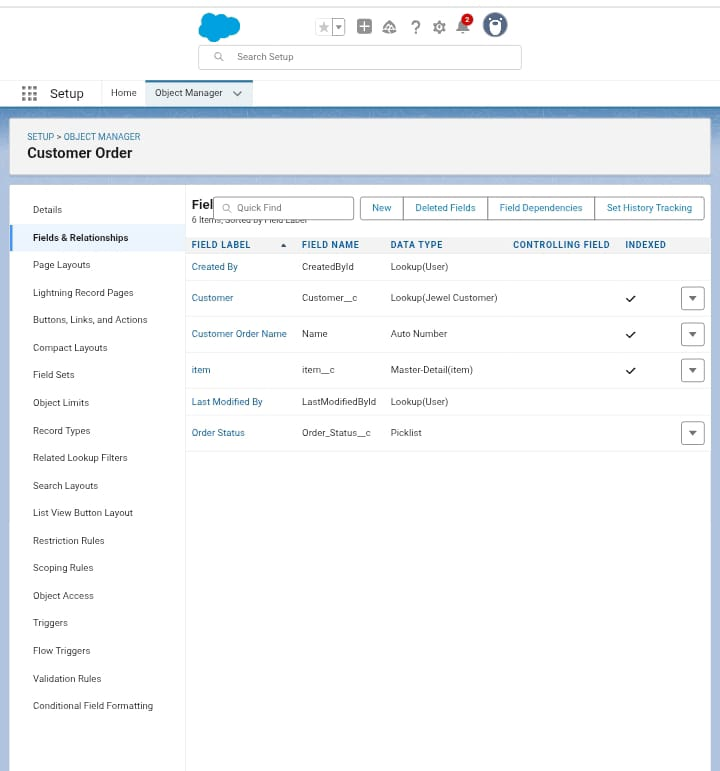 2
Search Setup
Setup Home Object Manager
SETUP > OBJECT MANAGER
Customer Order
Details
Fields & Relationships
Page Layouts
Lightning Record Pages
Buttons, Links, and Actions
Compact Layouts
Field Sets
Object Limits
Record Types
Related Lookup Filters
Search Layouts
List View Button Layout
Restriction Rules
Scoping Rules
Object Access
Triggers
Flow Triggers
Validation Rules
Conditional Field Formatting
Fiel Quick Find New Deleted Fields Field Dependencies Set History Tracking
6 Items, Sorted by Field Label
FIELD LABEL FIELD NAME DATA TYPE CONTROLLING FIELD INDEXED
Created By CreatedById Lookup(User)
Customer Customer__c Lookup(Jewel Customer)
Customer Order Name Name Auto Number
item item__c Master-Detail(item)
Last Modified By LastModifiedById Lookup(User)
Order Status Order_Status__c Picklist